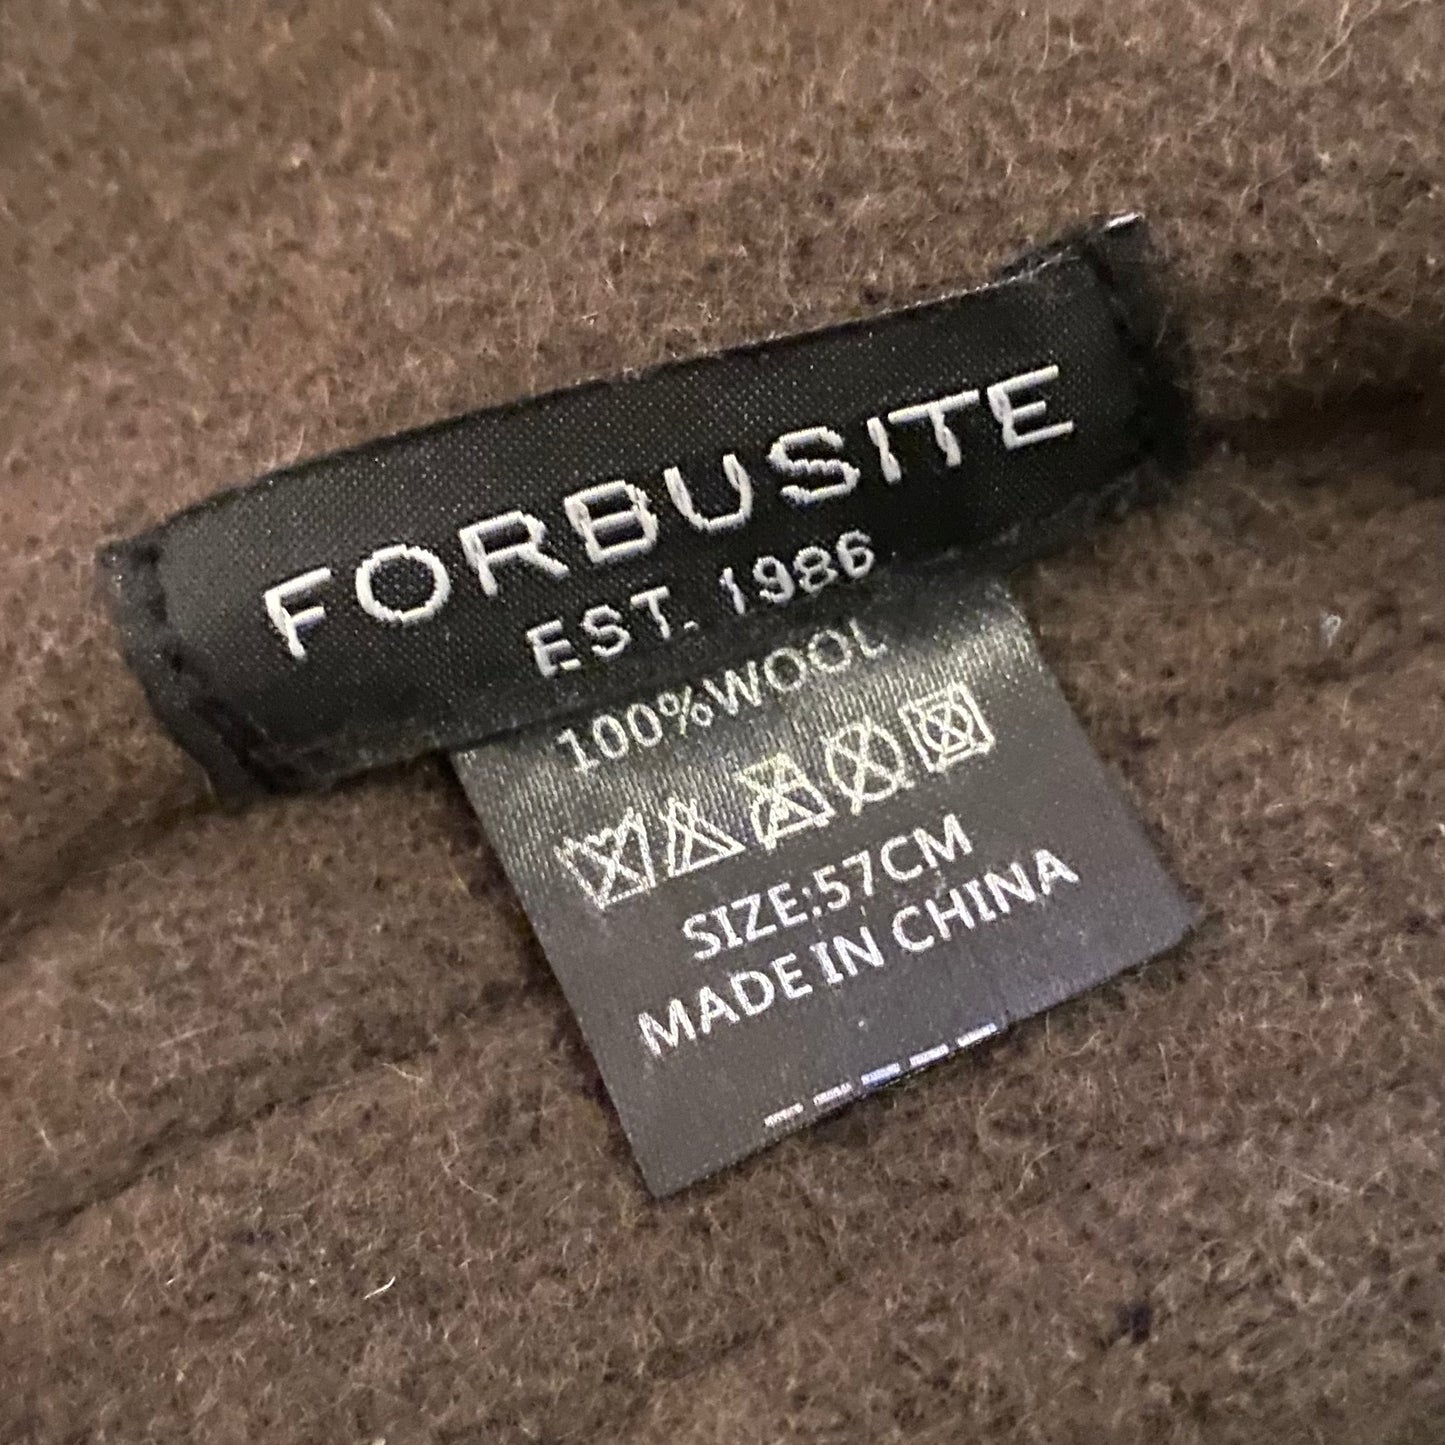 FORBUSITE
EST. 1986
100%WOOL
SIZE:57CM
MADE IN CHINA